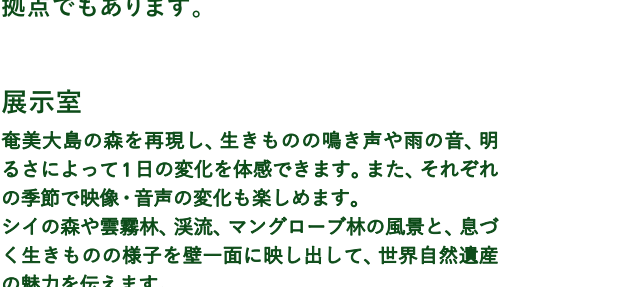 拠点でもあります。
展示室
奄美大島の森を再現し、生きものの鳴き声や雨の音、明
るさによって1日の変化を体感できます。また、それぞれ
の季節で映像・音声の変化も楽しめます。
シイの森や雲霧林、渓流、マングローブ林の風景と、息づ
く生きものの様子を壁一面に映し出して、世界自然遺産
の魅力を伝えます